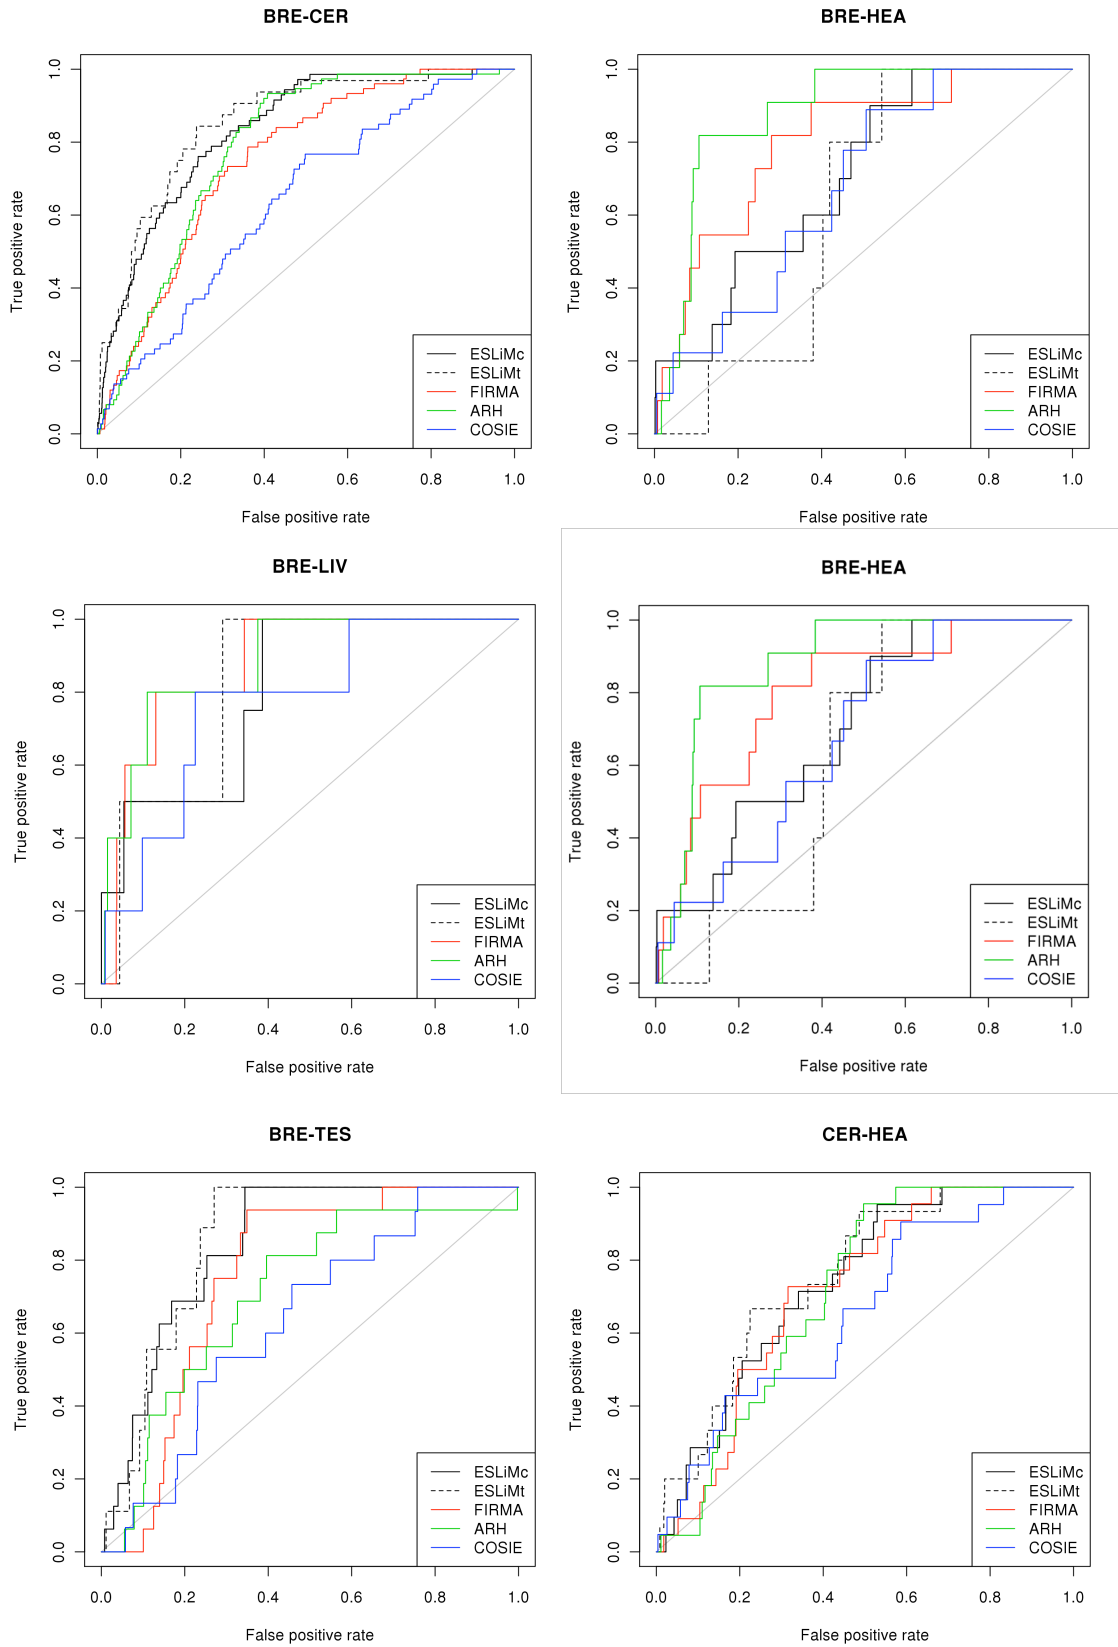 BRE-CER
True positive rate
1.0
0.8
0.6
0.4
0.2
0.0
ESLiMc
ESLiMt
FIRMA
ARH
COSIE
0.0 0.2 0.4 0.6 0.8 1.0
False positive rate
BRE-HEA
True positive rate
1.0
0.8
0.6
0.4
0.2
0.0
ESLiMc
ESLiMt
FIRMA
ARH
COSIE
0.0 0.2 0.4 0.6 0.8 1.0
False positive rate
BRE-LIV
True positive rate
1.0
0.8
0.6
0.4
0.2
0.0
ESLiMc
ESLiMt
FIRMA
ARH
COSIE
0.0 0.2 0.4 0.6 0.8 1.0
False positive rate
BRE-HEA
True positive rate
1.0
0.8
0.6
0.4
0.2
0.0
ESLiMc
ESLiMt
FIRMA
ARH
COSIE
0.0 0.2 0.4 0.6 0.8 1.0
False positive rate
BRE-TES
True positive rate
1.0
0.8
0.6
0.4
0.2
0.0
ESLiMc
ESLiMt
FIRMA
ARH
COSIE
0.0 0.2 0.4 0.6 0.8 1.0
False positive rate
CER-HEA
True positive rate
1.0
0.8
0.6
0.4
0.2
0.0
ESLiMc
ESLiMt
FIRMA
ARH
COSIE
0.0 0.2 0.4 0.6 0.8 1.0
False positive rate